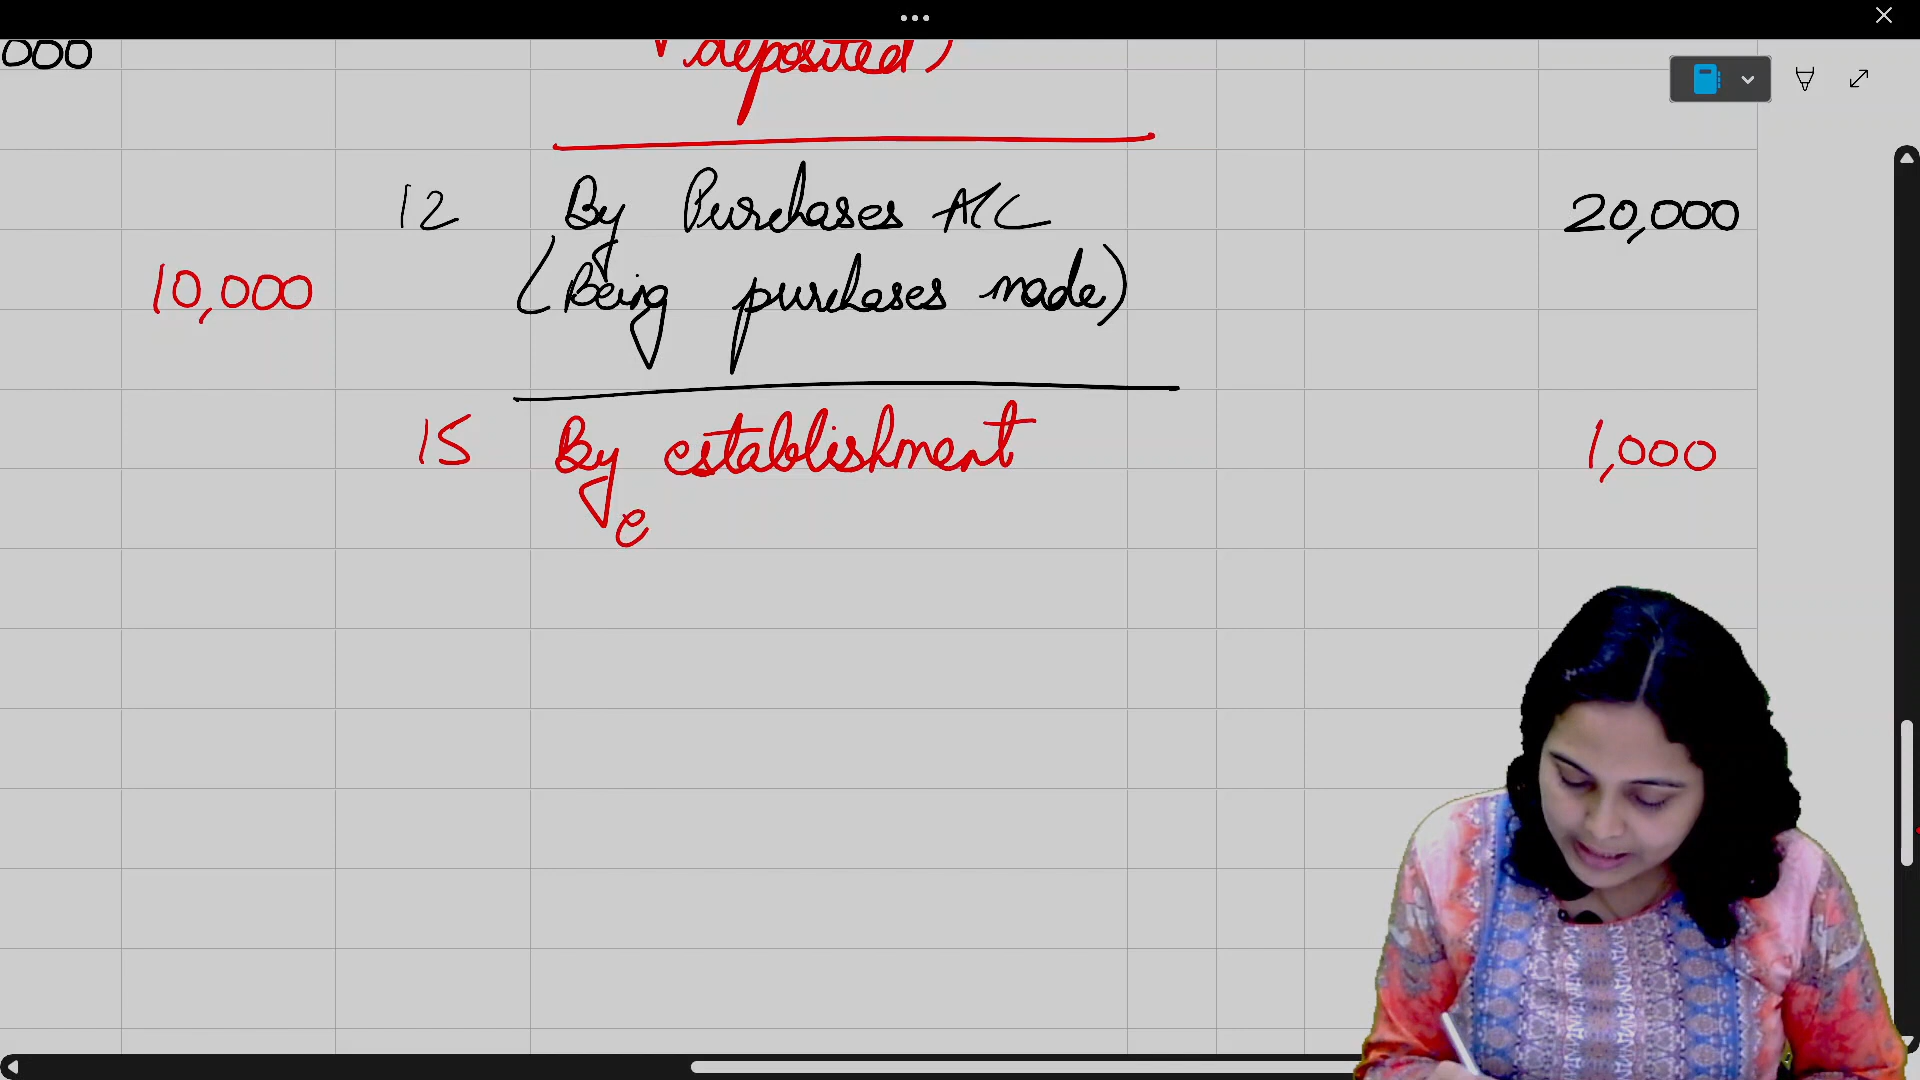 000
deposited)
12 By Purchases A/C 20,000
10,000 (Being purchases made)
15 By establishment 1,000
e